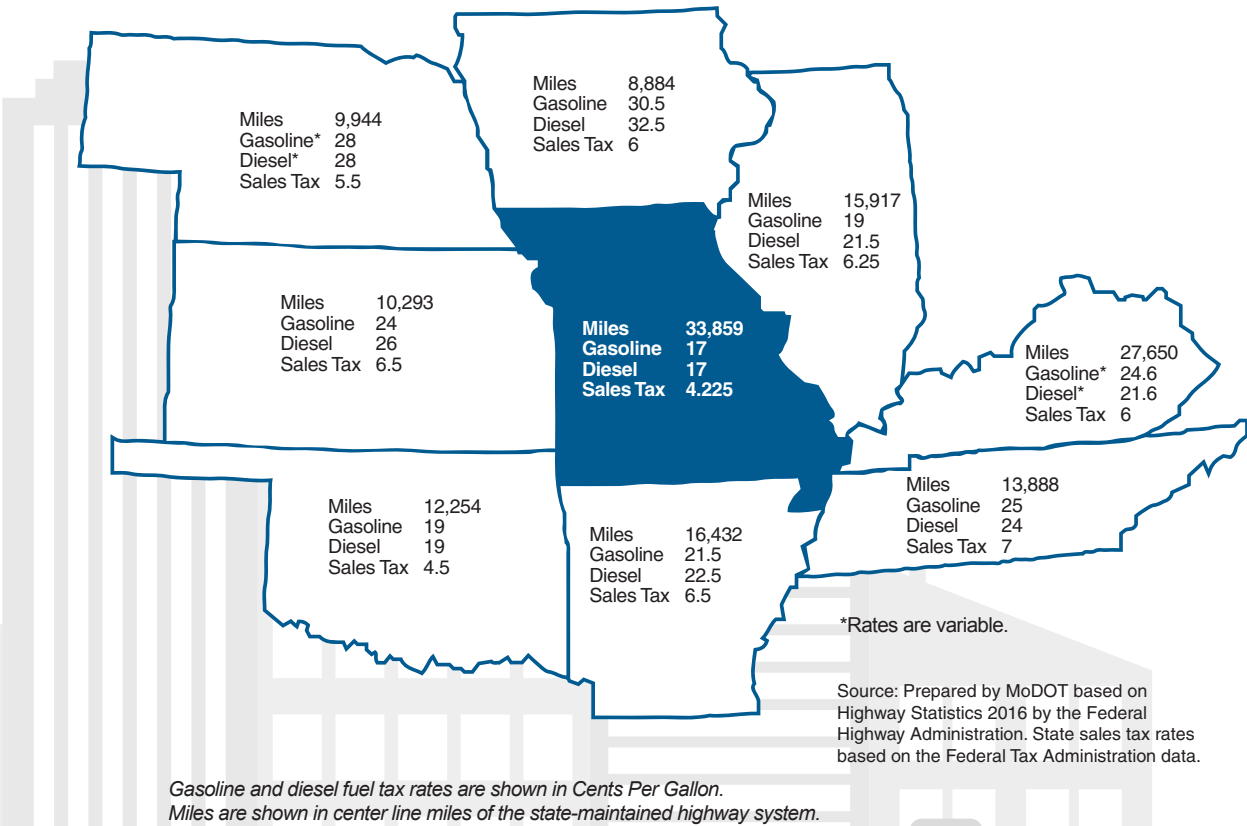 Miles 8,884
Gasoline 30.5
Diesel 32.5
Sales Tax 6
Miles 9,944
Gasoline* 28
Diesel* 28
Sales Tax 5.5
Miles 15,917
Gasoline 19
Diesel 21.5
Sales Tax 6.25
Miles 10,293
Gasoline 24
Diesel 26
Sales Tax 6.5
Miles 33,859
Gasoline 17
Diesel 17
Sales Tax 4.225
Miles 27,650
Gasoline* 24.6
Diesel* 21.6
Sales Tax 6
Miles 12,254
Gasoline 19
Diesel 19
Sales Tax 4.5
Miles 16,432
Gasoline 21.5
Diesel 22.5
Sales Tax 6.5
Miles 13,888
Gasoline 25
Diesel 24
Sales Tax 7
*Rates are variable.
Source: Prepared by MoDOT based on
Highway Statistics 2016 by the Federal
Highway Administration. State sales tax rates
based on the Federal Tax Administration data.
Gasoline and diesel fuel tax rates are shown in Cents Per Gallon.
Miles are shown in center line miles of the state-maintained highway system.